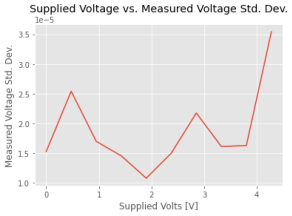 Supplied Voltage vs. Measured Voltage Std. Dev.
1e−5
3.5
3.0
2.5
2.0
1.5
1.0
Measured Voltage Std. Dev.
0
1
2
3
4
Supplied Volts [V]